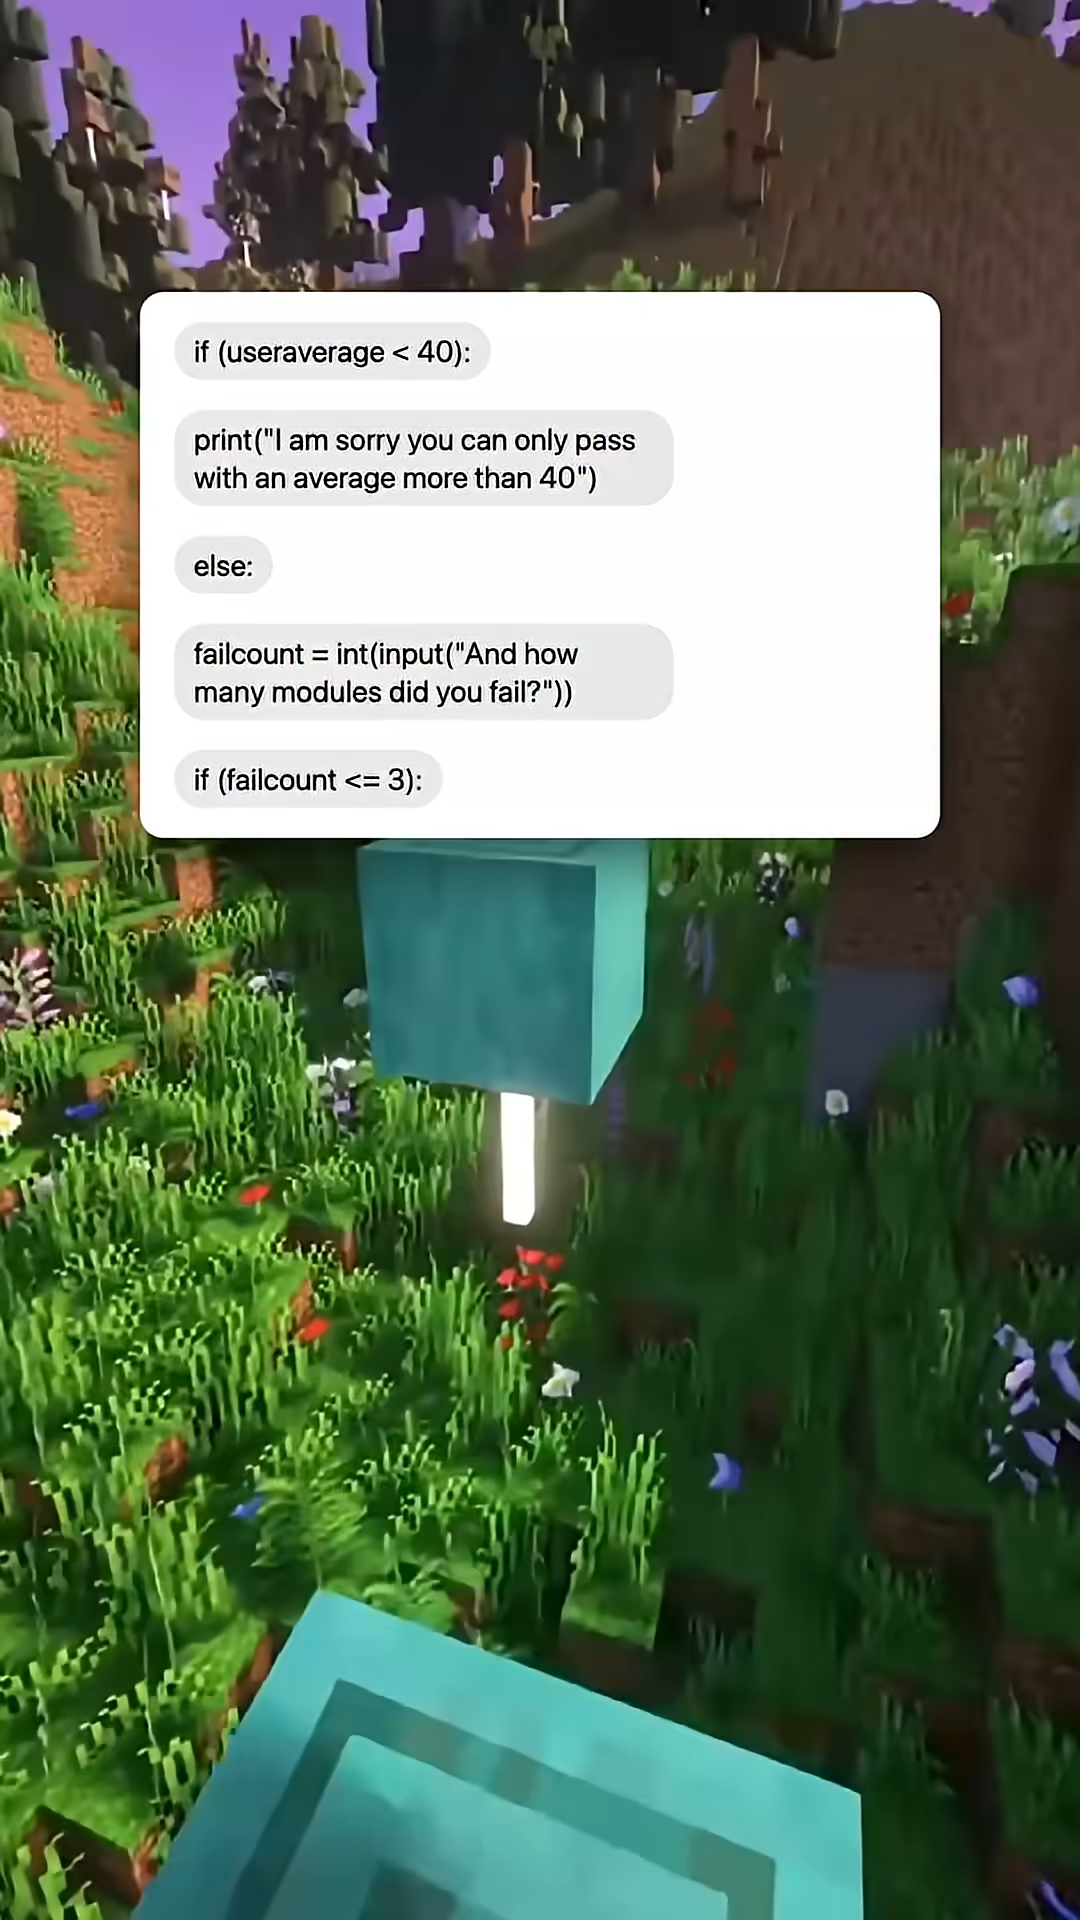 if (useraverage < 40):
print("I am sorry you can only pass
with an average more than 40")
else:
failcount = int(input("And how
many modules did you fail?"))
if (failcount <= 3):